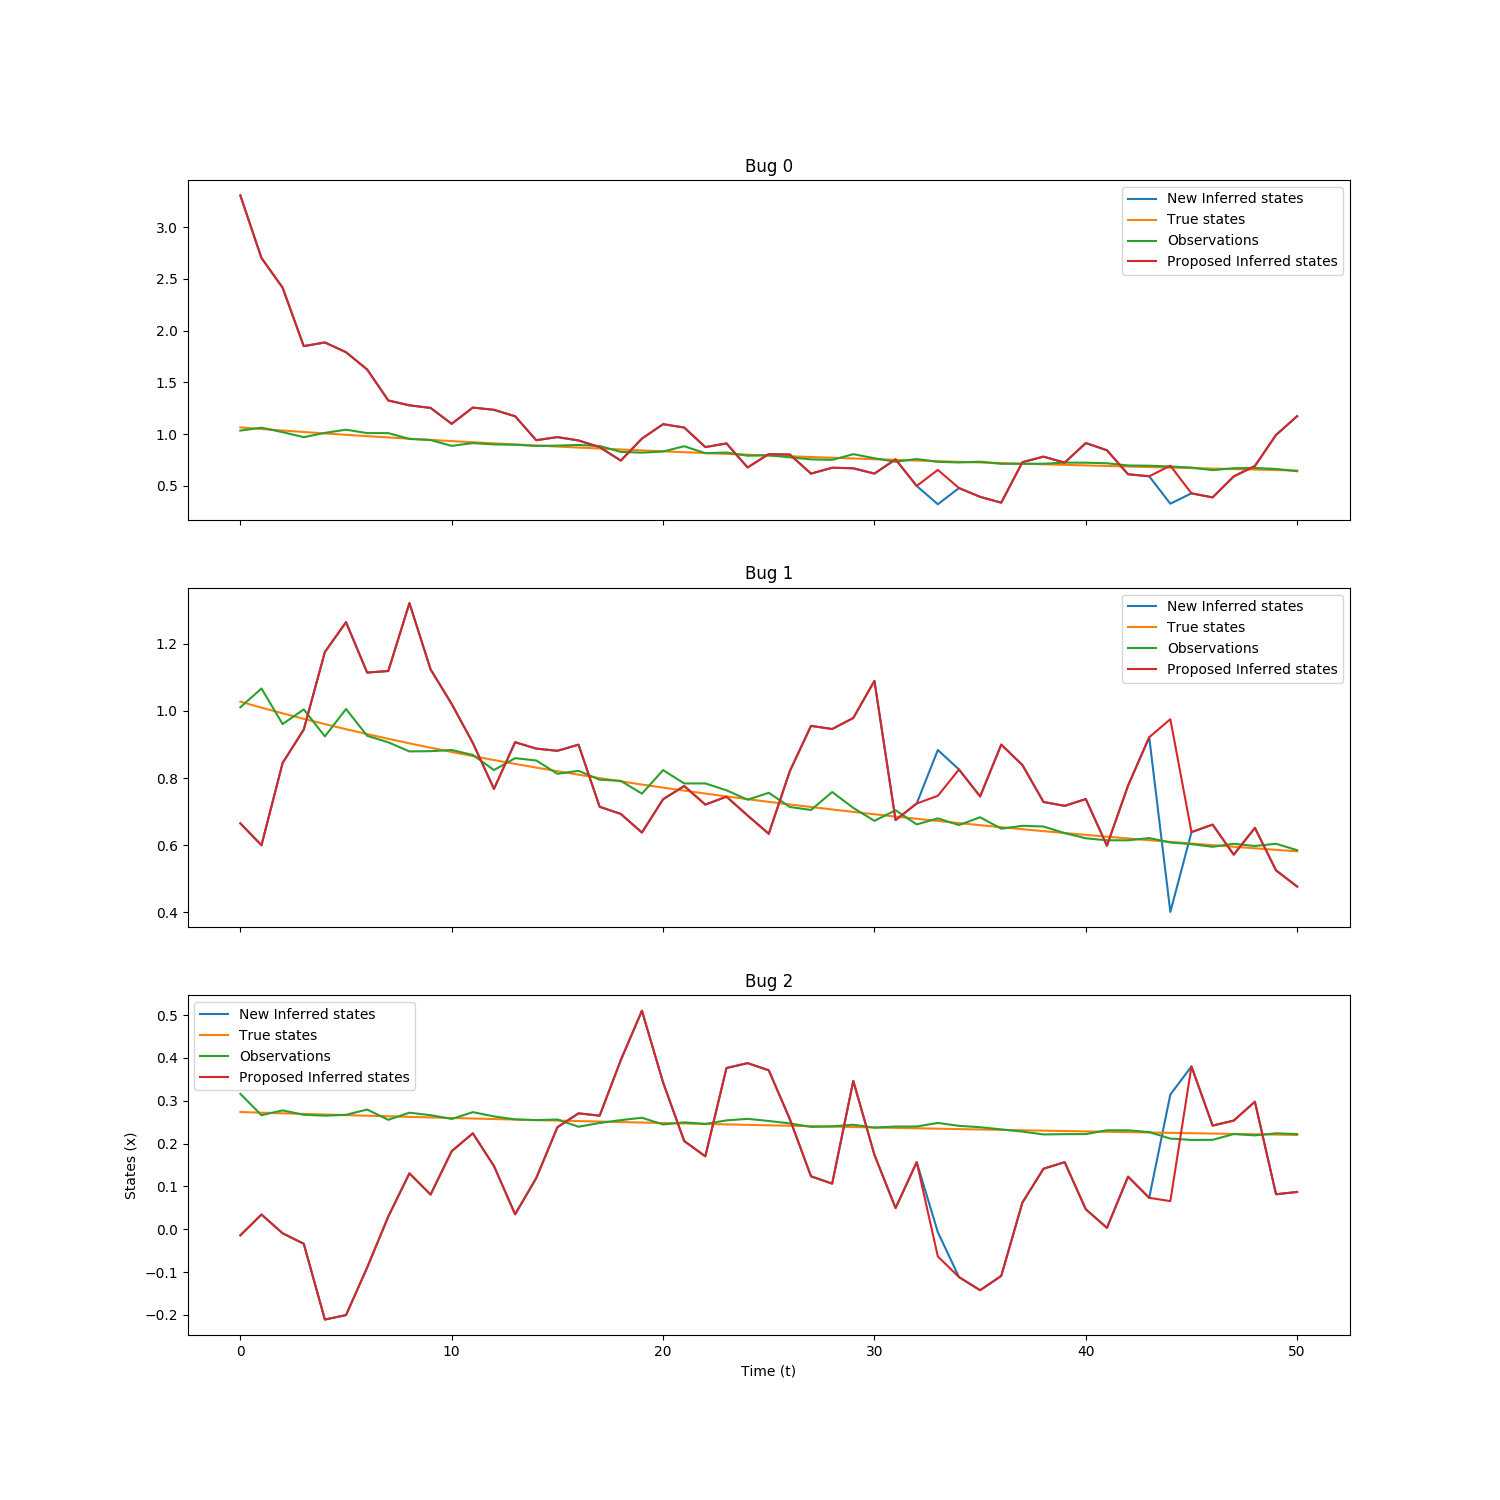 Bug 0
New Inferred states
True states
Observations
Proposed Inferred states
3.0
2.5
2.0
1.5
1.0
0.5
Bug 1
New Inferred states
True states
Observations
Proposed Inferred states
1.2
1.0
0.8
0.6
0.4
Bug 2
New Inferred states
True states
Observations
Proposed Inferred states
States (x)
0.5
0.4
0.3
0.2
0.1
0.0
−0.1
−0.2
0 10 20 30 40 50
Time (t)